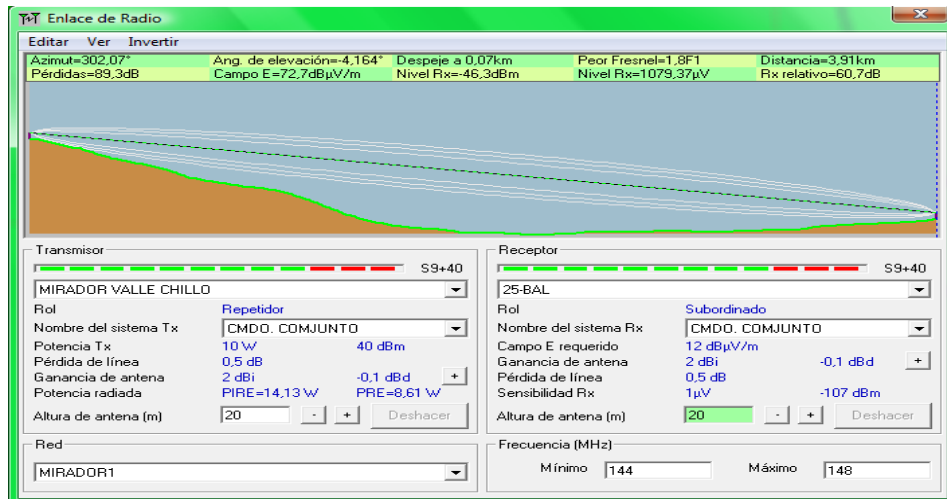 Enlace de Radio
Editar Ver Invertir
Azimut=302,07° Ang. de elevación=-4,164° Despeje a 0,07km Peor Fresnel=1,8F1 Distancia=3,91km
Pérdidas=89,3dB Campo E=72,7dBµV/m Nivel Rx=-46,3dBm Nivel Rx=1079,37µV Rx relativo=60,7dB
Transmisor
S9+40
MIRADOR VALLE CHILLO
Rol Repetidor
Nombre del sistema Tx CMDO. COMJUNTO
Potencia Tx 10 W 40 dBm
Pérdida de línea 0,5 dB
Ganancia de antena 2 dBi -0,1 dBd +
Potencia radiada PIRE=14,13 W PRE=8,61 W
Altura de antena (m) 20 - + Deshacer
Receptor
S9+40
25-BAL
Rol Subordinado
Nombre del sistema Rx CMDO. COMJUNTO
Campo E requerido 12 dBµV/m
Ganancia de antena 2 dBi -0,1 dBd +
Pérdida de línea 0,5 dB
Sensibilidad Rx 1µV -107 dBm
Altura de antena (m) 20 - + Deshacer
Red
MIRADOR1
Frecuencia (MHz)
Mínimo 144 Máximo 148